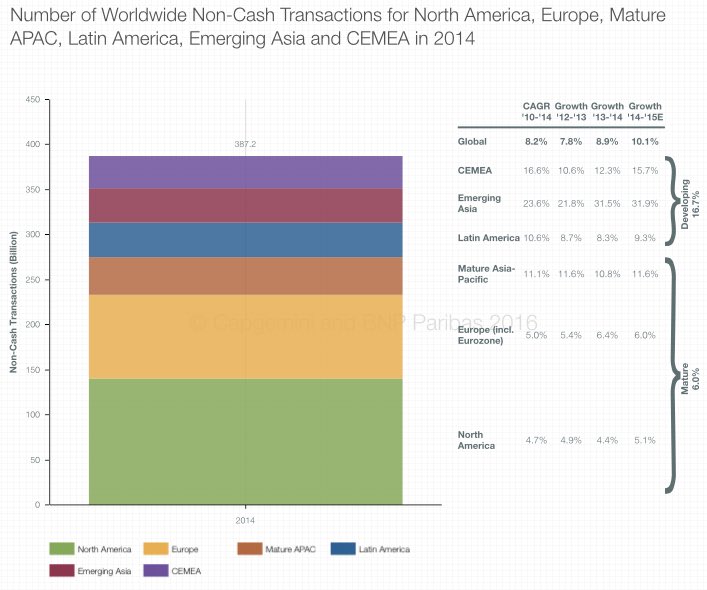 Number of Worldwide Non-Cash Transactions for North America, Europe, Mature
APAC, Latin America, Emerging Asia and CEMEA in 2014
Non-Cash Transactions (Billion)
450
400
350
300
250
200
150
100
50
0
387.2
2014
© Capgemini and BNP Paribas 2016
CAGR Growth Growth Growth
'10-'14 '12-'13 '13-'14 '14-'15E
Global 8.2% 7.8% 8.9% 10.1%
CEMEA 16.6% 10.6% 12.3% 15.7%
Emerging
Asia 23.6% 21.8% 31.5% 31.9%
Latin America 10.6% 8.7% 8.3% 9.3%
Developing
16.7%
Mature Asia-
Pacific 11.1% 11.6% 10.8% 11.6%
Europe (incl.
Eurozone) 5.0% 5.4% 6.4% 6.0%
North
America 4.7% 4.9% 4.4% 5.1%
Mature
6.0%
North America Europe Mature APAC Latin America
Emerging Asia CEMEA